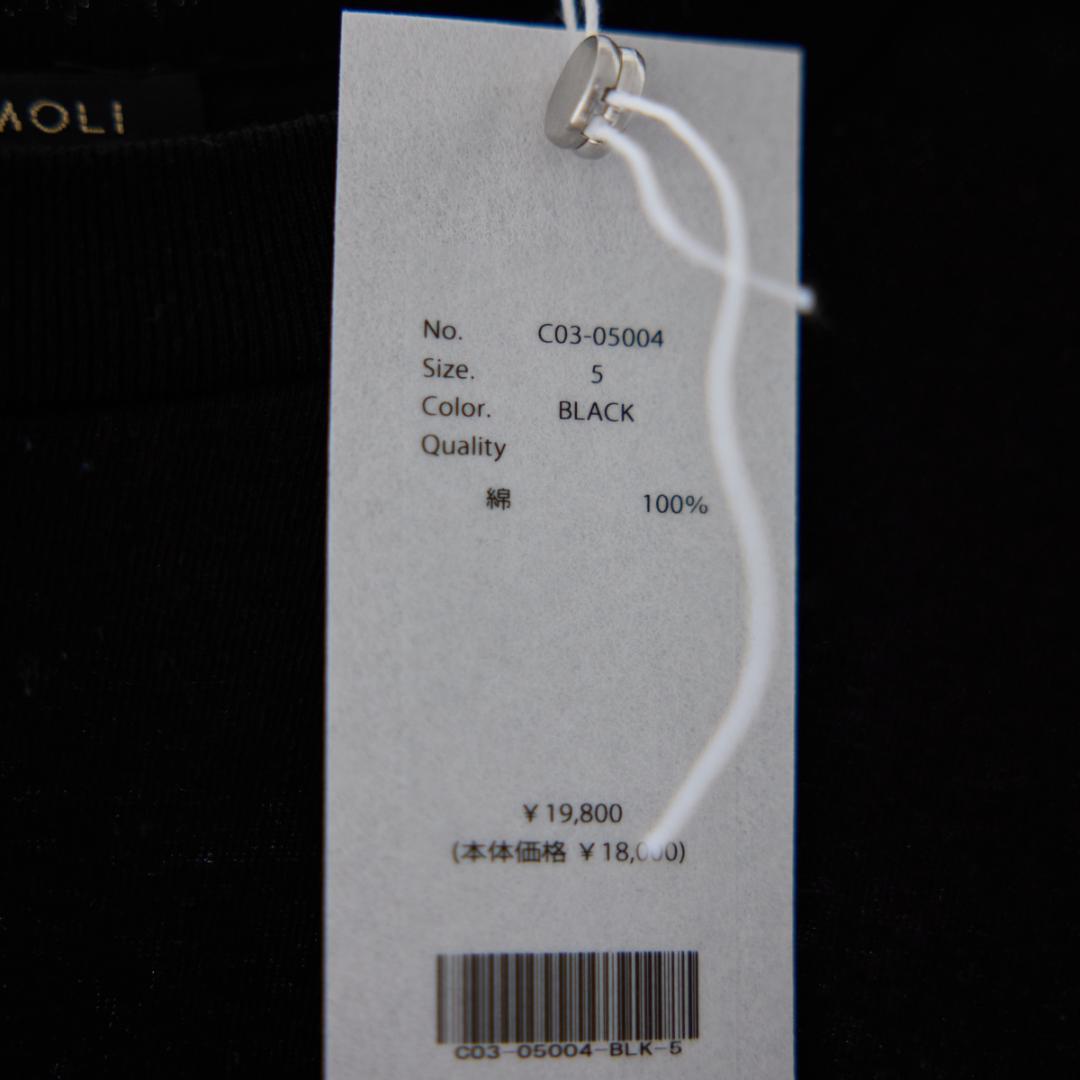 MOLI
No. C03-05004
Size. 5
Color. BLACK
Quality
綿 100%
¥ 19,800
(本体価格 ¥ 18,000)
C03-05004-BLK-5